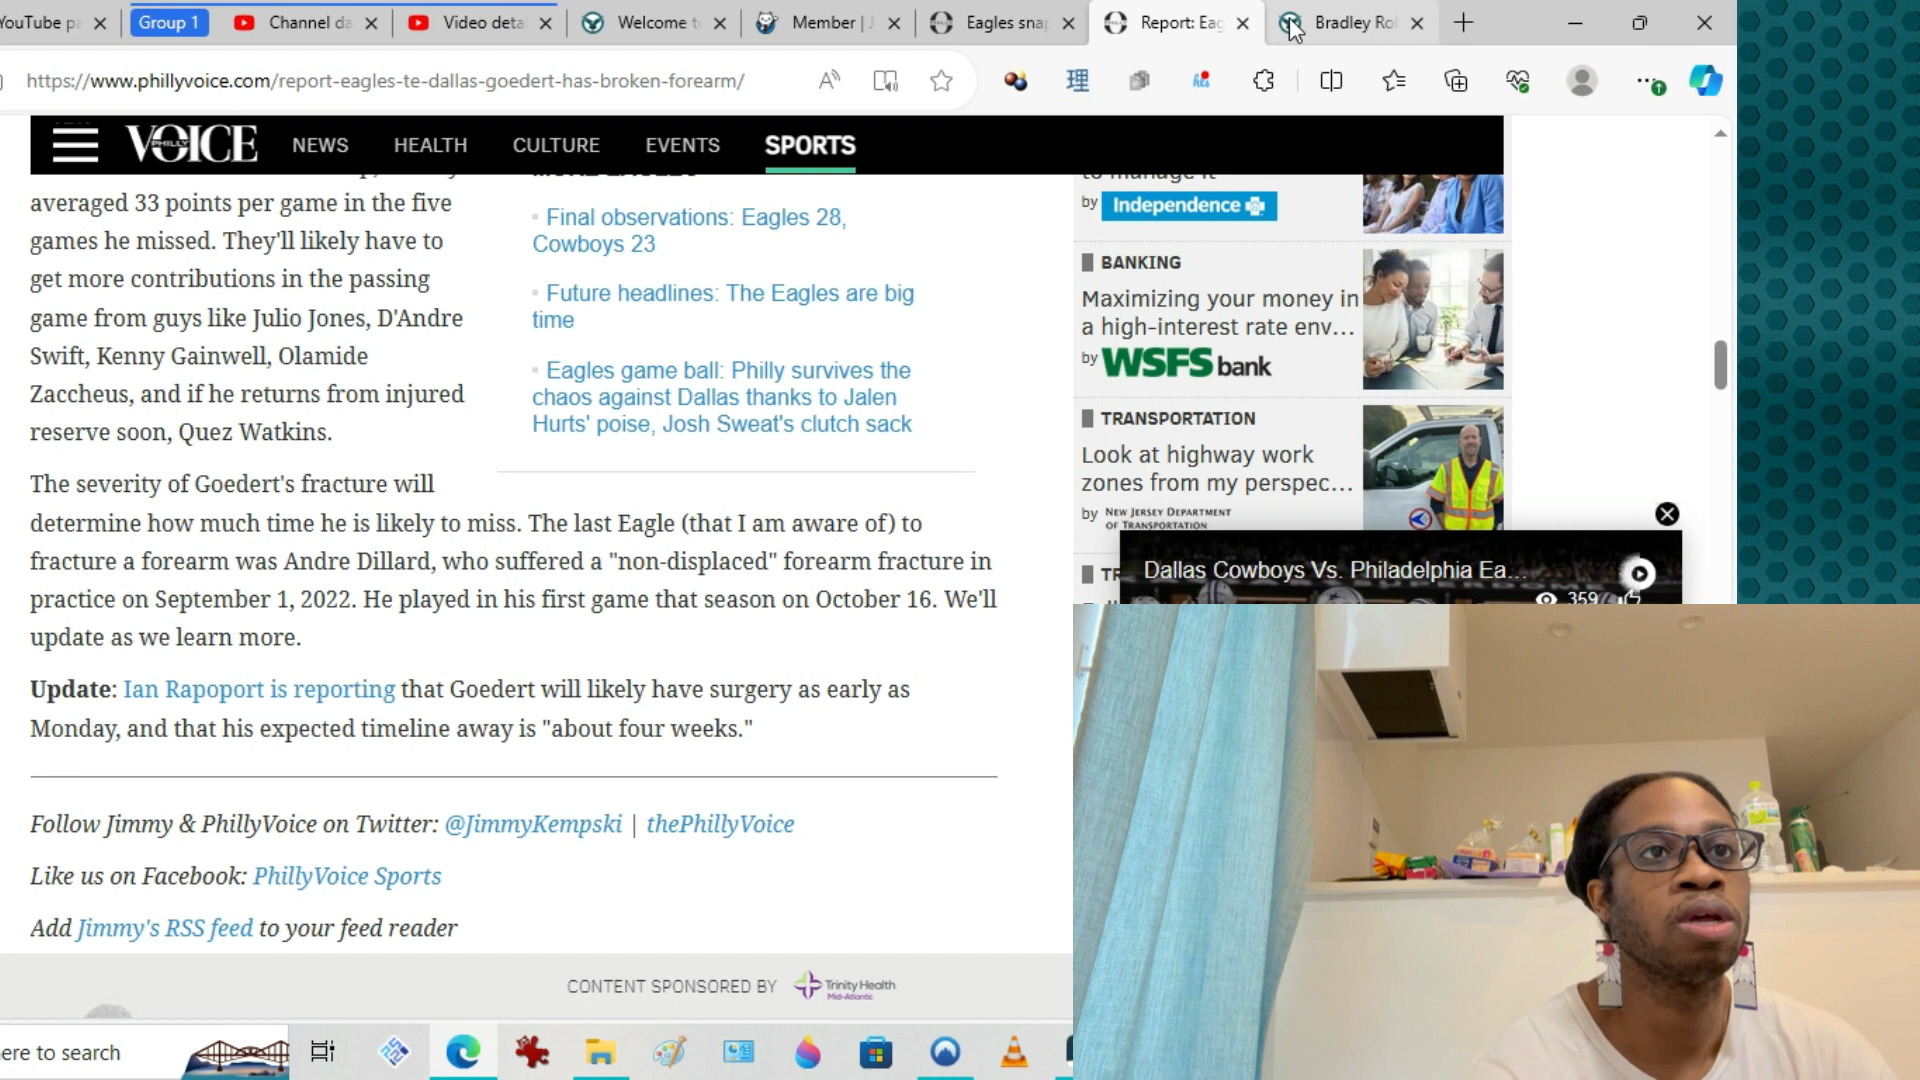 YouTube pa
Group 1
Channel da
Video deta
Welcome t
Member | J
Eagles snap
Report: Eag
Bradley Ro
https://www.phillyvoice.com/report-eagles-te-dallas-goedert-has-broken-forearm/
PHILLY VOICE
NEWS
HEALTH
CULTURE
EVENTS
SPORTS
averaged 33 points per game in the five
games he missed. They'll likely have to
get more contributions in the passing
game from guys like Julio Jones, D'Andre
Swift, Kenny Gainwell, Olamide
Zaccheus, and if he returns from injured
reserve soon, Quez Watkins.
Final observations: Eagles 28,
Cowboys 23
Future headlines: The Eagles are big
time
Eagles game ball: Philly survives the
chaos against Dallas thanks to Jalen
Hurts' poise, Josh Sweat's clutch sack
The severity of Goedert's fracture will
determine how much time he is likely to miss. The last Eagle (that I am aware of) to
fracture a forearm was Andre Dillard, who suffered a "non-displaced" forearm fracture in
practice on September 1, 2022. He played in his first game that season on October 16. We'll
update as we learn more.
Update: Ian Rapoport is reporting that Goedert will likely have surgery as early as
Monday, and that his expected timeline away is "about four weeks."
Follow Jimmy & PhillyVoice on Twitter: @JimmyKempski | thePhillyVoice
Like us on Facebook: PhillyVoice Sports
Add Jimmy's RSS feed to your feed reader
CONTENT SPONSORED BY
Trinity Health
Mid-Atlantic
to manage it
by Independence
BANKING
Maximizing your money in
a high-interest rate env...
by WSFS bank
TRANSPORTATION
Look at highway work
zones from my perspec...
by NEW JERSEY DEPARTMENT
OF TRANSPORTATION
TR
Dallas Cowboys Vs. Philadelphia Ea...
359
ere to search